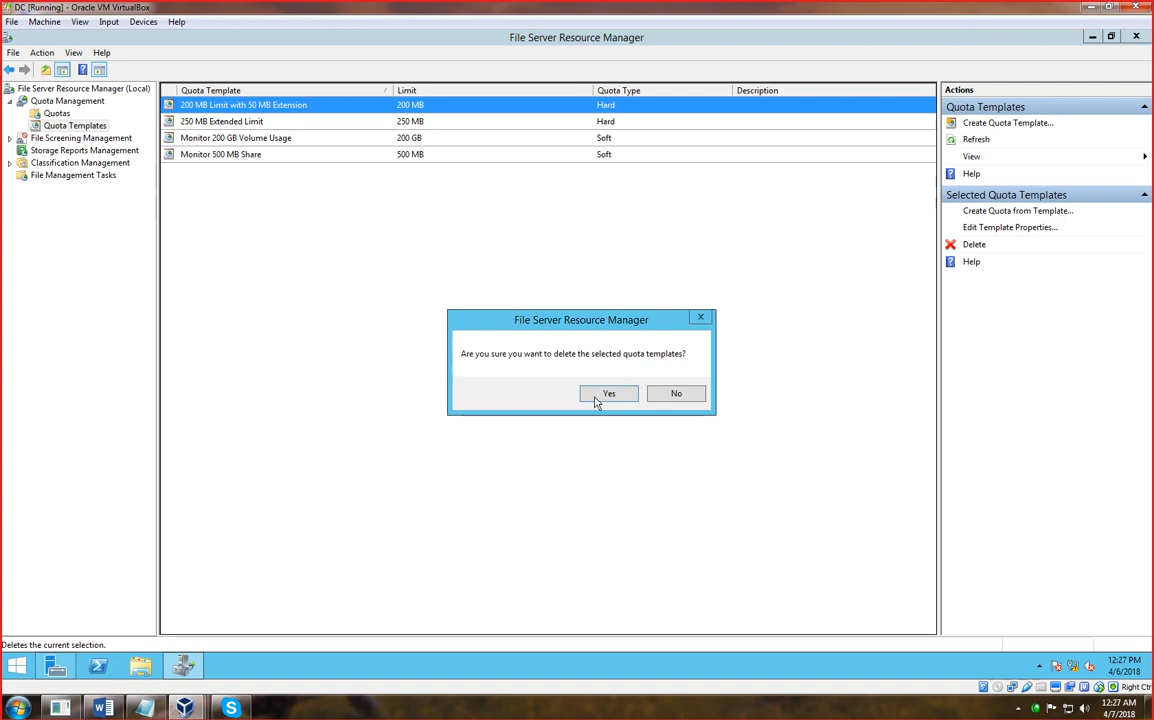 DC [Running] - Oracle VM VirtualBox
File Machine View Input Devices Help
File Server Resource Manager
File Action View Help
File Server Resource Manager (Local)
Quota Management
Quotas
Quota Templates
File Screening Management
Storage Reports Management
Classification Management
File Management Tasks
Quota Template Limit Quota Type Description
200 MB Limit with 50 MB Extension 200 MB Hard
250 MB Extended Limit 250 MB Hard
Monitor 200 GB Volume Usage 200 GB Soft
Monitor 500 MB Share 500 MB Soft
Actions
Quota Templates
Create Quota Template...
Refresh
View
Help
Selected Quota Templates
Create Quota from Template...
Edit Template Properties...
Delete
Help
File Server Resource Manager
Are you sure you want to delete the selected quota templates?
Yes No
Deletes the current selection.
12:27 PM
4/6/2018
Right Ctr
12:27 AM
4/7/2018